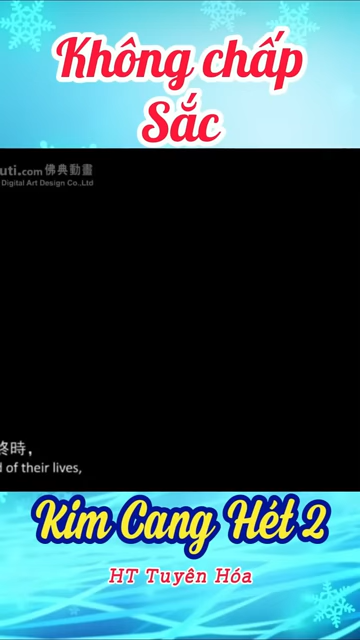 Không chấp
Sắc
uti.com 佛典動畫
Digital Art Design Co.,Ltd
終時，
d of their lives,
Kim Cang Hét 2
HT Tuyên Hóa